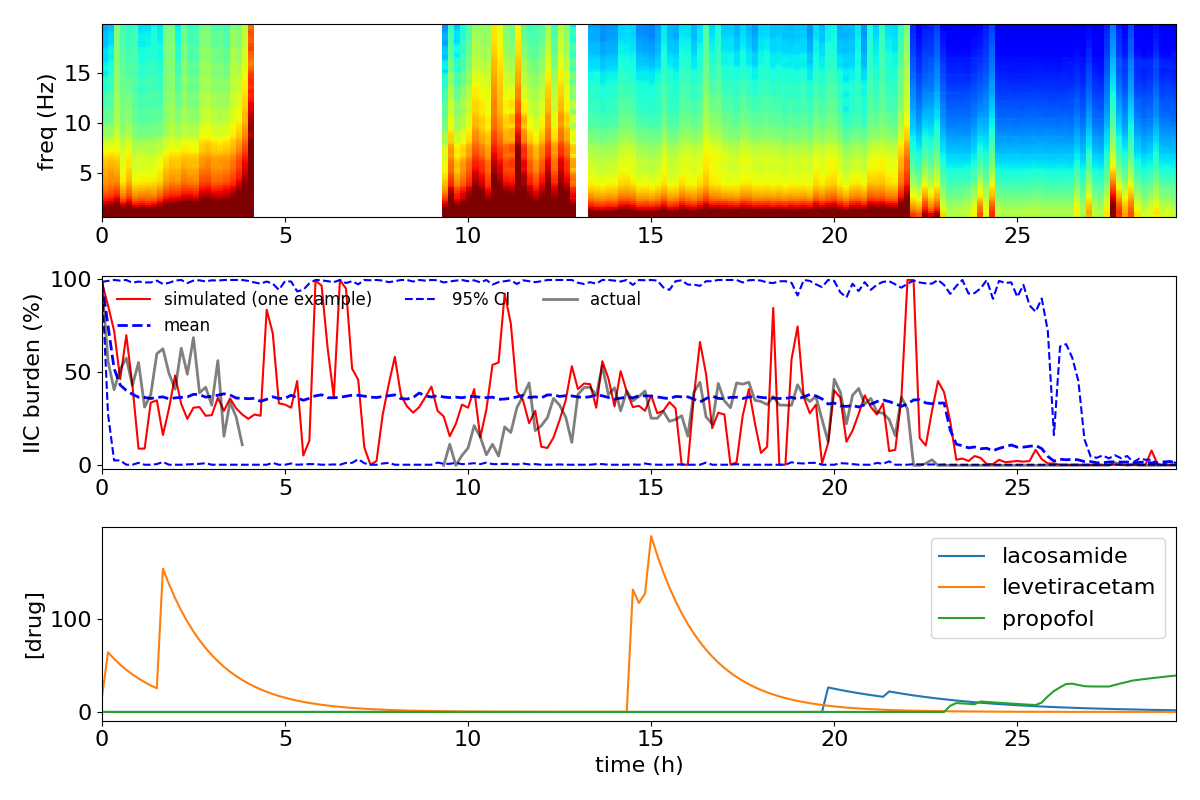 freq (Hz)
15
10
5
0 5 10 15 20 25
IIC burden (%)
100
50
0
simulated (one example) 95% CI actual
mean
0 5 10 15 20 25
[drug]
100
0
lacosamide
levetiracetam
propofol
0 5 10 15 20 25
time (h)